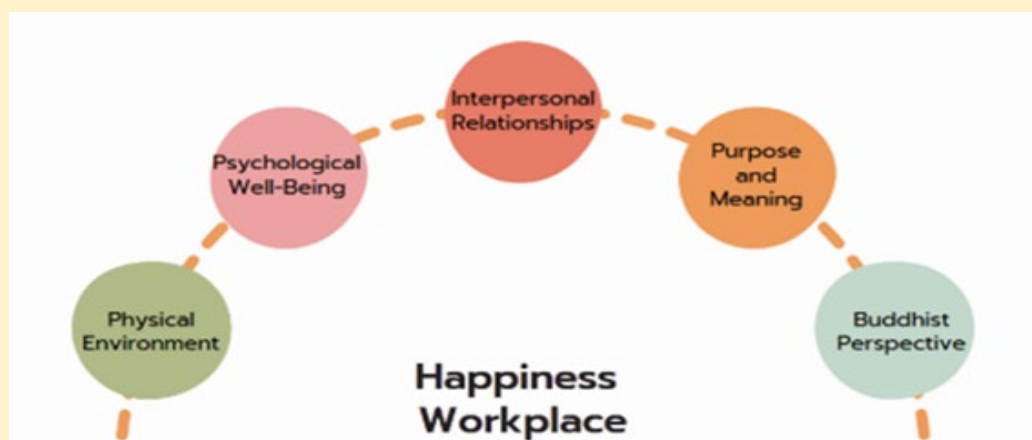 Interpersonal
Relationships
Psychological
Well-Being
Purpose
and
Meaning
Physical
Environment
Buddhist
Perspective
Happiness
Workplace